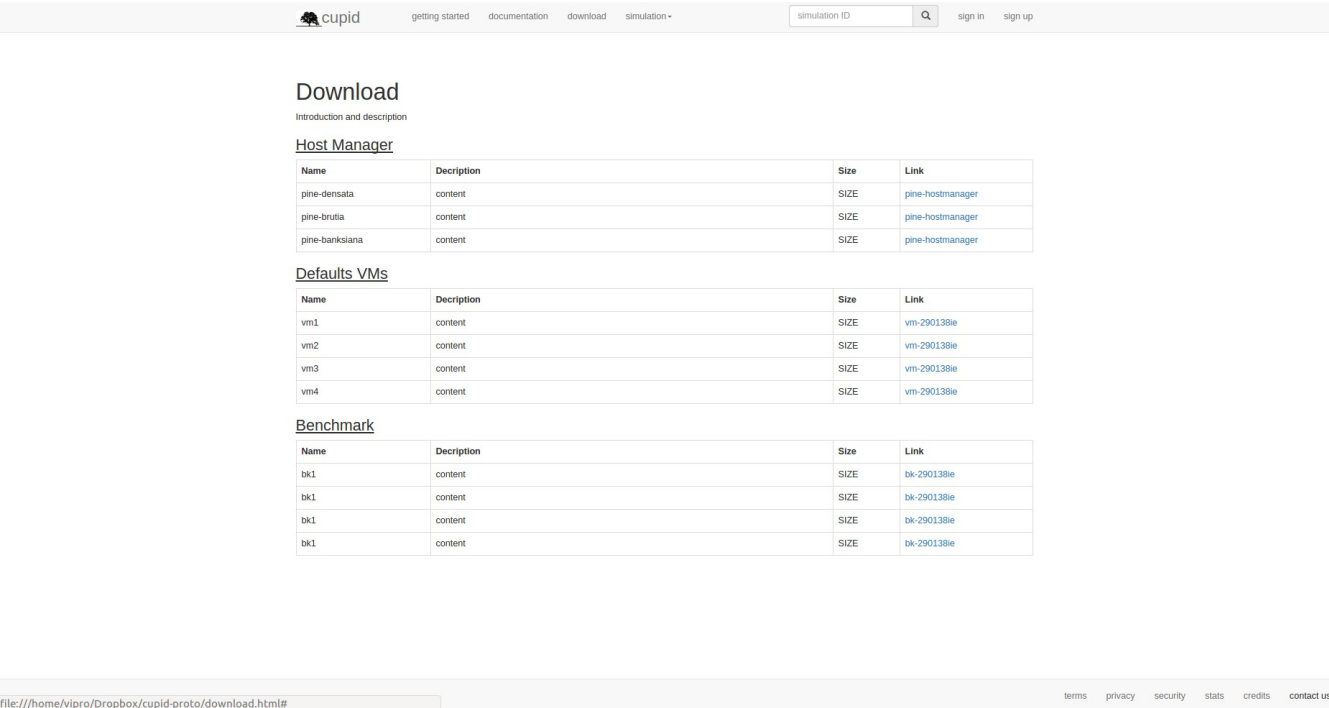 cupid getting started documentation download simulation simulation ID sign in sign up
Download
Introduction and description
Host Manager
Name Decription Size Link
pine-densata content SIZE pine-hostmanager
pine-brutia content SIZE pine-hostmanager
pine-banksiana content SIZE pine-hostmanager
Defaults VMs
Name Decription Size Link
vm1 content SIZE vm-290138ie
vm2 content SIZE vm-290138ie
vm3 content SIZE vm-290138ie
vm4 content SIZE vm-290138ie
Benchmark
Name Decription Size Link
bk1 content SIZE bk-290138ie
bk1 content SIZE bk-290138ie
bk1 content SIZE bk-290138ie
bk1 content SIZE bk-290138ie
terms privacy security stats credits contact us
file:///home/vipro/Dropbox/cupid-proto/download.html#